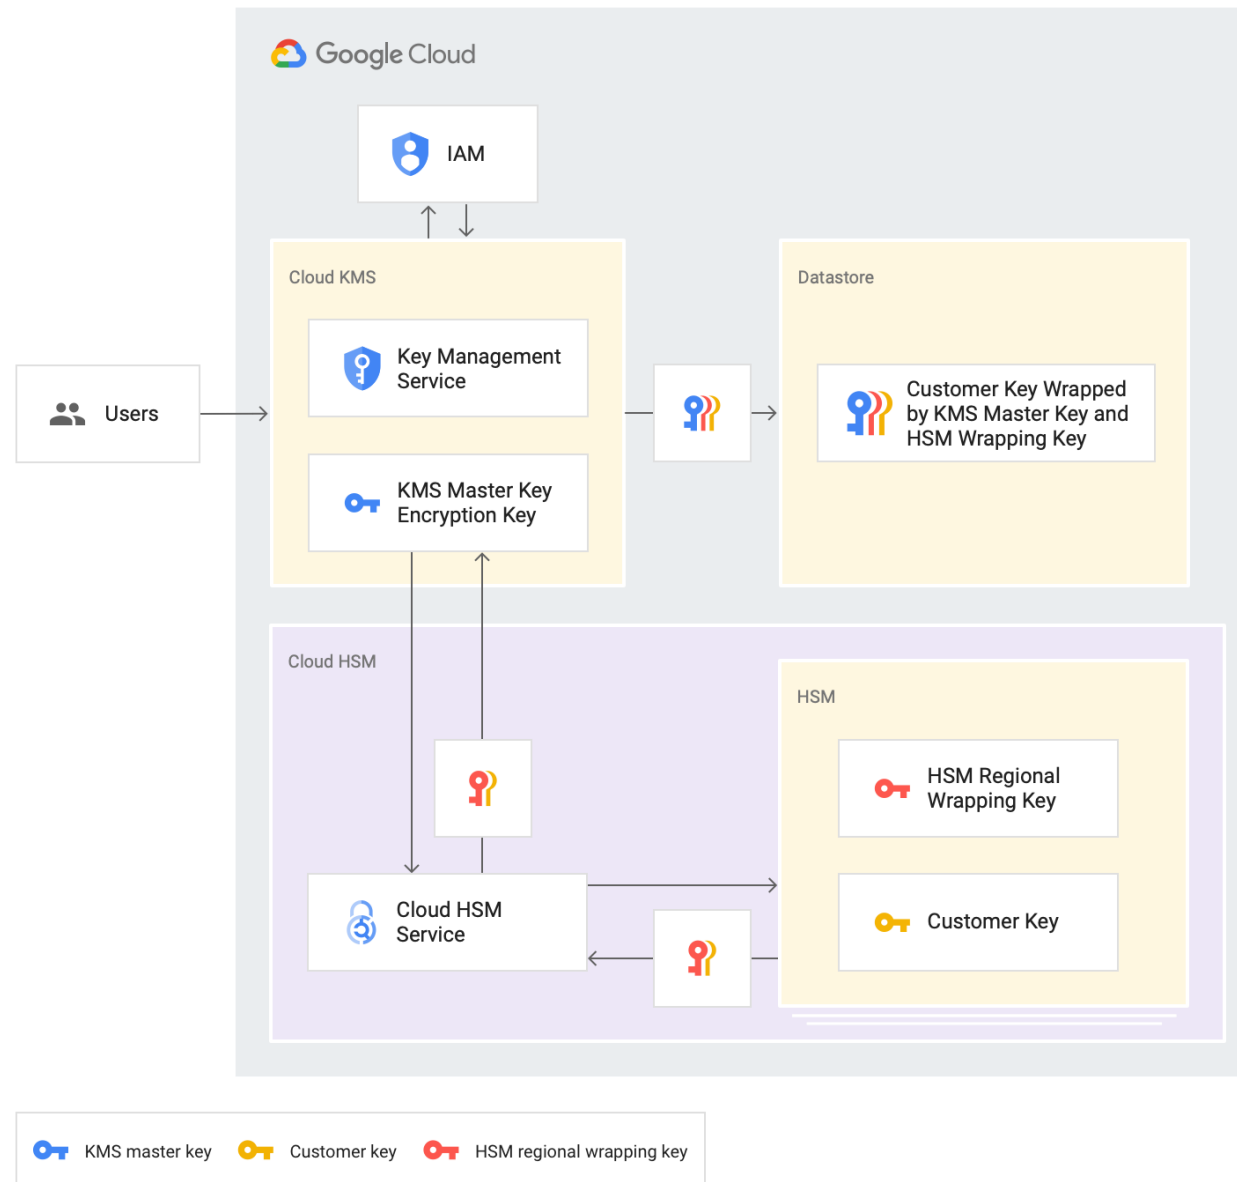 Google Cloud
IAM
Cloud KMS
Key Management
Service
KMS Master Key
Encryption Key
Users
Datastore
Customer Key Wrapped
by KMS Master Key and
HSM Wrapping Key
Cloud HSM
Cloud HSM
Service
HSM
HSM Regional
Wrapping Key
Customer Key
KMS master key
Customer key
HSM regional wrapping key